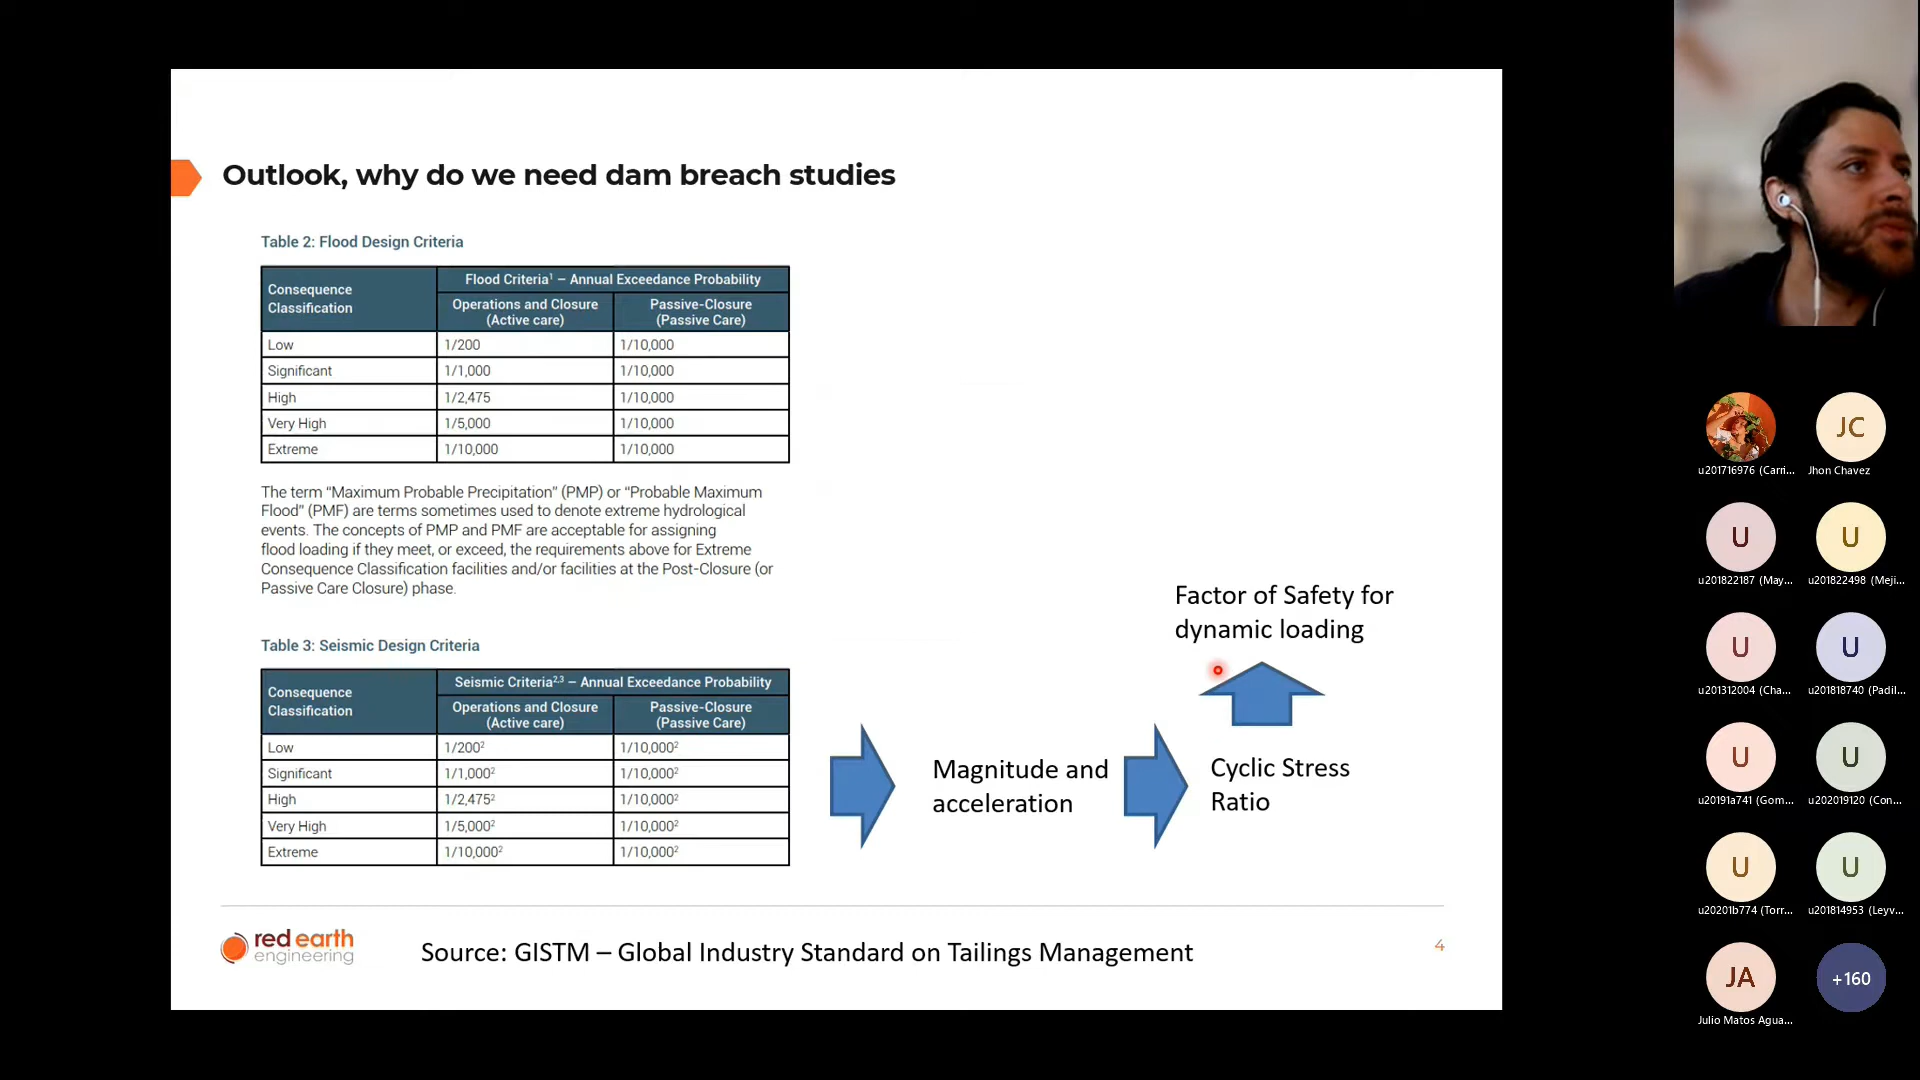 Outlook, why do we need dam breach studies
Table 2: Flood Design Criteria
Consequence
Classification
Flood Criteria¹ – Annual Exceedance Probability
Operations and Closure
(Active care)
Passive-Closure
(Passive Care)
Low 1/200 1/10,000
Significant 1/1,000 1/10,000
High 1/2,475 1/10,000
Very High 1/5,000 1/10,000
Extreme 1/10,000 1/10,000
The term “Maximum Probable Precipitation” (PMP) or “Probable Maximum
Flood” (PMF) are terms sometimes used to denote extreme hydrological
events. The concepts of PMP and PMF are acceptable for assigning
flood loading if they meet, or exceed, the requirements above for Extreme
Consequence Classification facilities and/or facilities at the Post-Closure (or
Passive Care Closure) phase.
Table 3: Seismic Design Criteria
Consequence
Classification
Seismic Criteria²,³ – Annual Exceedance Probability
Operations and Closure
(Active care)
Passive-Closure
(Passive Care)
Low 1/200² 1/10,000²
Significant 1/1,000² 1/10,000²
High 1/2,475² 1/10,000²
Very High 1/5,000² 1/10,000²
Extreme 1/10,000² 1/10,000²
Magnitude and
acceleration
Cyclic Stress
Ratio
Factor of Safety for
dynamic loading
red earth
engineering
Source: GISTM – Global Industry Standard on Tailings Management
4
JC
u201716976 (Carri... Jhon Chavez
U U
u201822187 (May... u201822498 (Meji...
U U
u201312004 (Cha... u201818740 (Padil...
U U
u20191a741 (Gom... u202019120 (Con...
U U
u20201b774 (Torr... u201814953 (Leyv...
JA +160
Julio Matos Agua...